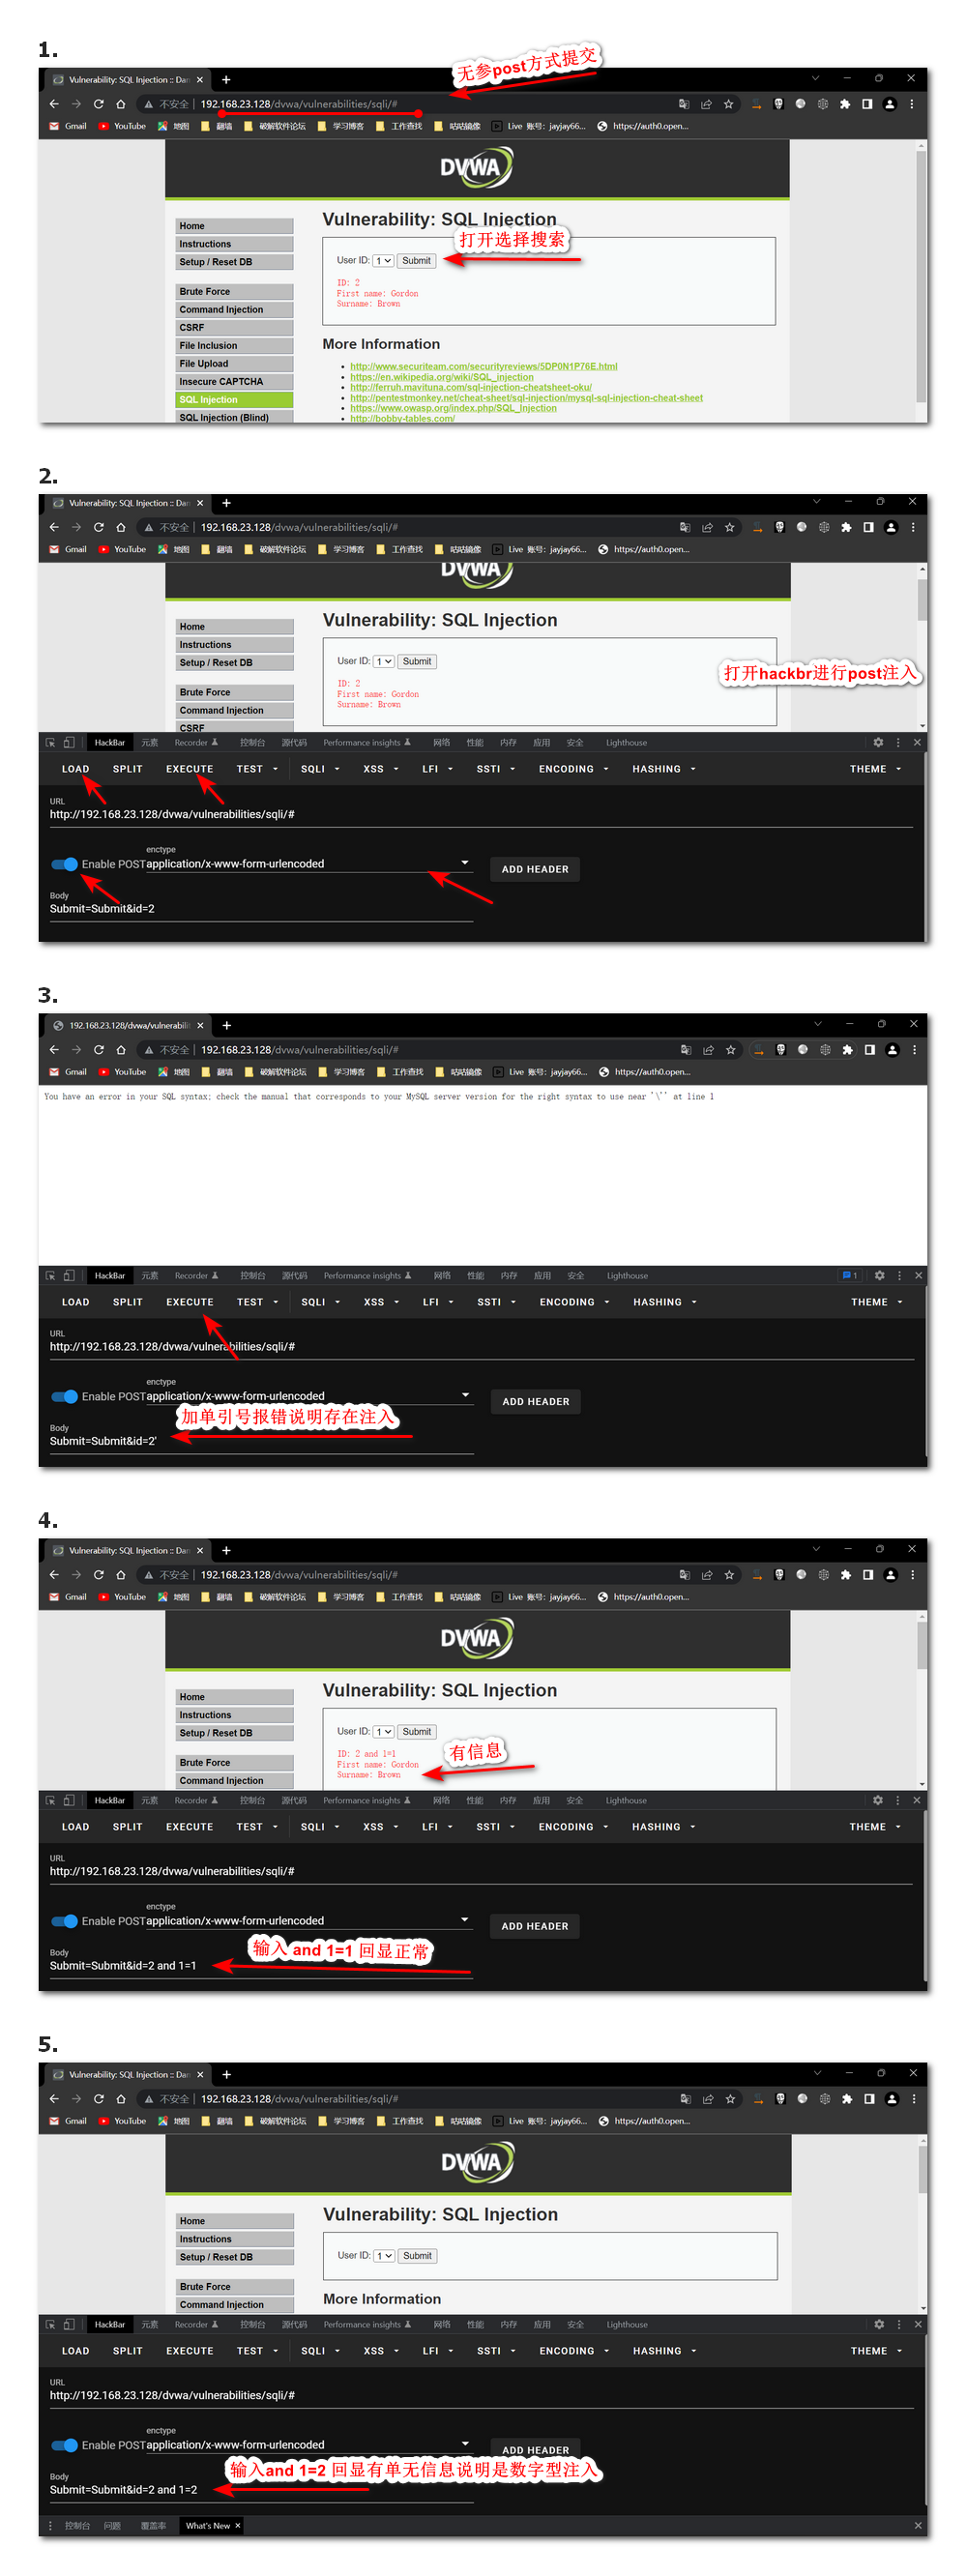 1.
Vulnerability: SQL Injection :: Dan
无参post方式提交
不安全 | 192.168.23.128/dvwa/vulnerabilities/sqli/#
Gmail YouTube 地图 翻墙 破解软件论坛 学习博客 工作查找 咕咕镜像 Live 账号：jayjay66... https://auth0.open...
DVWA
Vulnerability: SQL Injection
打开选择搜索
Home
Instructions
Setup / Reset DB
Brute Force
Command Injection
CSRF
File Inclusion
File Upload
Insecure CAPTCHA
SQL Injection
SQL Injection (Blind)
User ID: 1 Submit
ID: 2
First name: Gordon
Surname: Brown
More Information
http://www.securiteam.com/securityreviews/5DP0N1P76E.html
https://en.wikipedia.org/wiki/SQL_injection
http://ferruh.mavituna.com/sql-injection-cheatsheet-oku/
http://pentestmonkey.net/cheat-sheet/sql-injection/mysql-sql-injection-cheat-sheet
https://www.owasp.org/index.php/SQL_Injection
http://bobby-tables.com/
2.
Vulnerability: SQL Injection :: Dan
不安全 | 192.168.23.128/dvwa/vulnerabilities/sqli/#
Gmail YouTube 地图 翻墙 破解软件论坛 学习博客 工作查找 咕咕镜像 Live 账号：jayjay66... https://auth0.open...
DVWA
Vulnerability: SQL Injection
Home
Instructions
Setup / Reset DB
Brute Force
Command Injection
CSRF
User ID: 1 Submit
ID: 2
First name: Gordon
Surname: Brown
打开hackbr进行post注入
HackBar 元素 Recorder 控制台 源代码 Performance insights 网络 性能 内存 应用 安全 Lighthouse
LOAD SPLIT EXECUTE TEST SQLI XSS LFI SSTI ENCODING HASHING THEME
URL
http://192.168.23.128/dvwa/vulnerabilities/sqli/#
enctype
Enable POST application/x-www-form-urlencoded ADD HEADER
Body
Submit=Submit&id=2
3.
192.168.23.128/dvwa/vulnerabili
不安全 | 192.168.23.128/dvwa/vulnerabilities/sqli/#
Gmail YouTube 地图 翻墙 破解软件论坛 学习博客 工作查找 咕咕镜像 Live 账号：jayjay66... https://auth0.open...
You have an error in your SQL syntax; check the manual that corresponds to your MySQL server version for the right syntax to use near '\'' at line 1
HackBar 元素 Recorder 控制台 源代码 Performance insights 网络 性能 内存 应用 安全 Lighthouse 1
LOAD SPLIT EXECUTE TEST SQLI XSS LFI SSTI ENCODING HASHING THEME
URL
http://192.168.23.128/dvwa/vulnerabilities/sqli/#
enctype
Enable POST application/x-www-form-urlencoded ADD HEADER
加单引号报错说明存在注入
Body
Submit=Submit&id=2'
4.
Vulnerability: SQL Injection :: Dan
不安全 | 192.168.23.128/dvwa/vulnerabilities/sqli/#
Gmail YouTube 地图 翻墙 破解软件论坛 学习博客 工作查找 咕咕镜像 Live 账号：jayjay66... https://auth0.open...
DVWA
Vulnerability: SQL Injection
Home
Instructions
Setup / Reset DB
Brute Force
Command Injection
User ID: 1 Submit
ID: 2 and 1=1
First name: Gordon
Surname: Brown
有信息
HackBar 元素 Recorder 控制台 源代码 Performance insights 网络 性能 内存 应用 安全 Lighthouse
LOAD SPLIT EXECUTE TEST SQLI XSS LFI SSTI ENCODING HASHING THEME
URL
http://192.168.23.128/dvwa/vulnerabilities/sqli/#
enctype
Enable POST application/x-www-form-urlencoded ADD HEADER
输入 and 1=1 回显正常
Body
Submit=Submit&id=2 and 1=1
5.
Vulnerability: SQL Injection :: Dan
不安全 | 192.168.23.128/dvwa/vulnerabilities/sqli/#
Gmail YouTube 地图 翻墙 破解软件论坛 学习博客 工作查找 咕咕镜像 Live 账号：jayjay66... https://auth0.open...
DVWA
Vulnerability: SQL Injection
Home
Instructions
Setup / Reset DB
Brute Force
Command Injection
User ID: 1 Submit
More Information
HackBar 元素 Recorder 控制台 源代码 Performance insights 网络 性能 内存 应用 安全 Lighthouse
LOAD SPLIT EXECUTE TEST SQLI XSS LFI SSTI ENCODING HASHING THEME
URL
http://192.168.23.128/dvwa/vulnerabilities/sqli/#
enctype
Enable POST application/x-www-form-urlencoded ADD HEADER
输入and 1=2 回显有单无信息说明是数字型注入
Body
Submit=Submit&id=2 and 1=2
控制台 问题 覆盖率 What's New